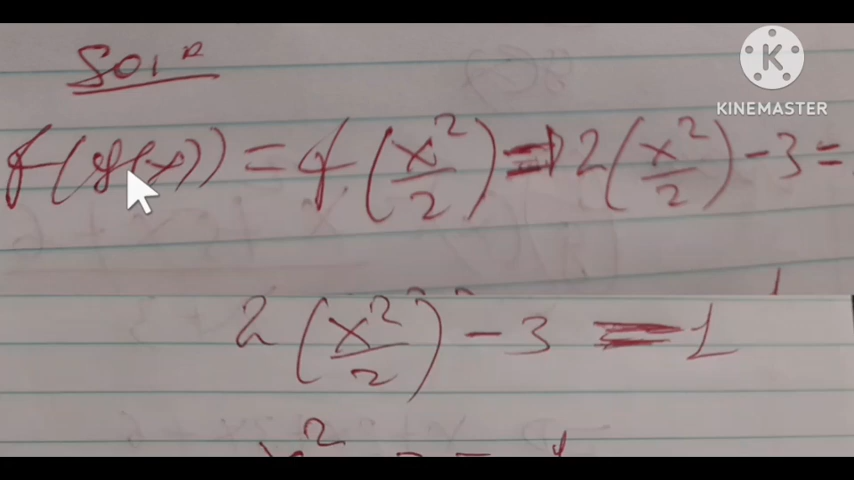 Solⁿ
KINEMASTER
f(g(x)) = f(x²/2) ⇒ 2(x²/2) - 3 =
2(x²/2) - 3 = 1